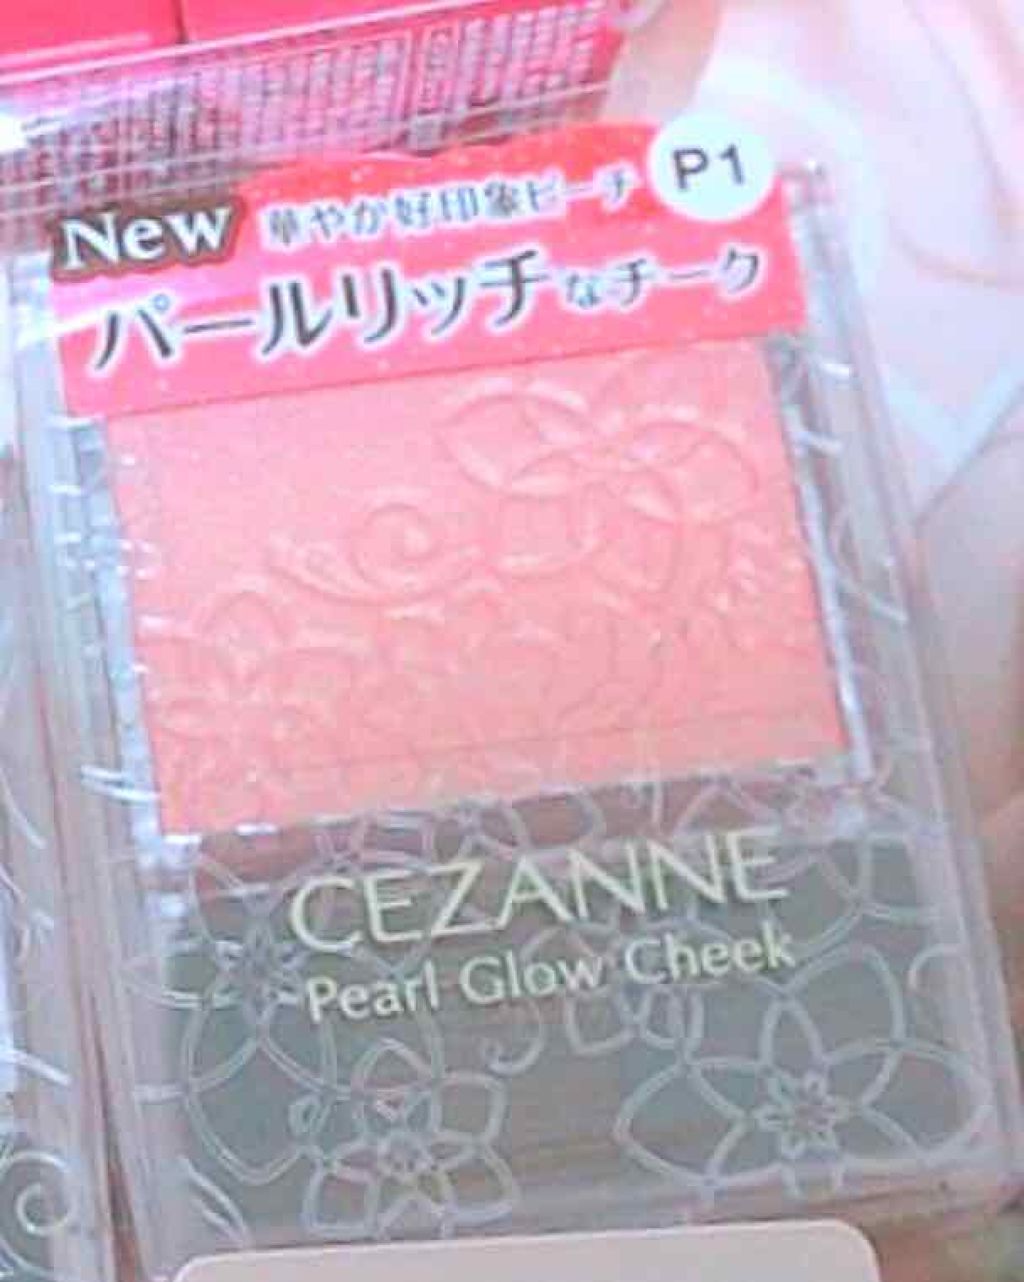 P1
New
華やか好印象ピーチ
パールリッチなチーク
CEZANNE
Pearl Glow Cheek